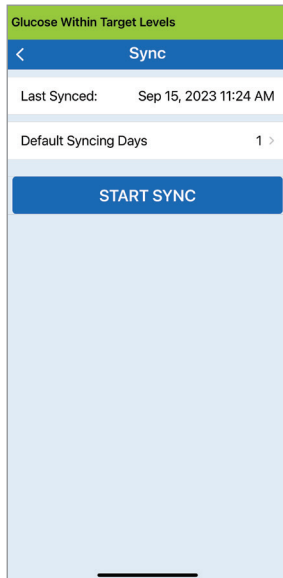 Glucose Within Target Levels
Sync
Last Synced: Sep 15, 2023 11:24 AM
Default Syncing Days 1
START SYNC